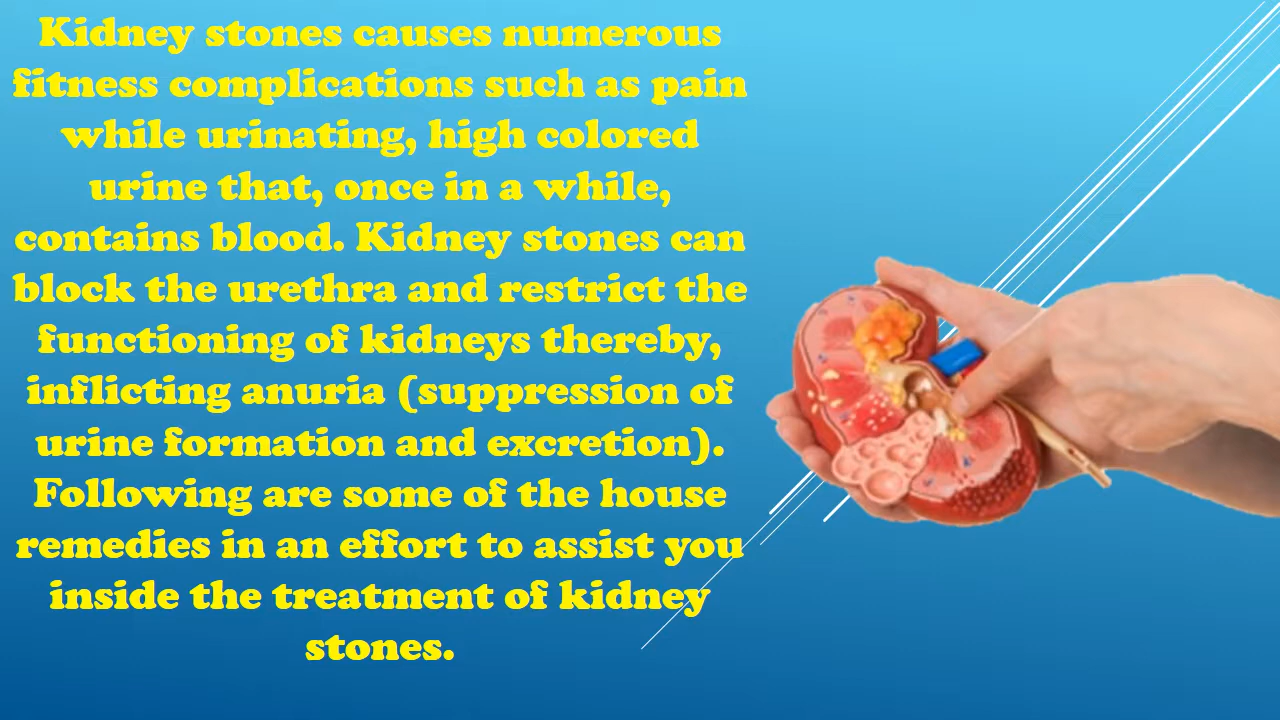 Kidney stones causes numerous
fitness complications such as pain
while urinating, high colored
urine that, once in a while,
contains blood. Kidney stones can
block the urethra and restrict the
functioning of kidneys thereby,
inflicting anuria (suppression of
urine formation and excretion).
Following are some of the house
remedies in an effort to assist you
inside the treatment of kidney
stones.